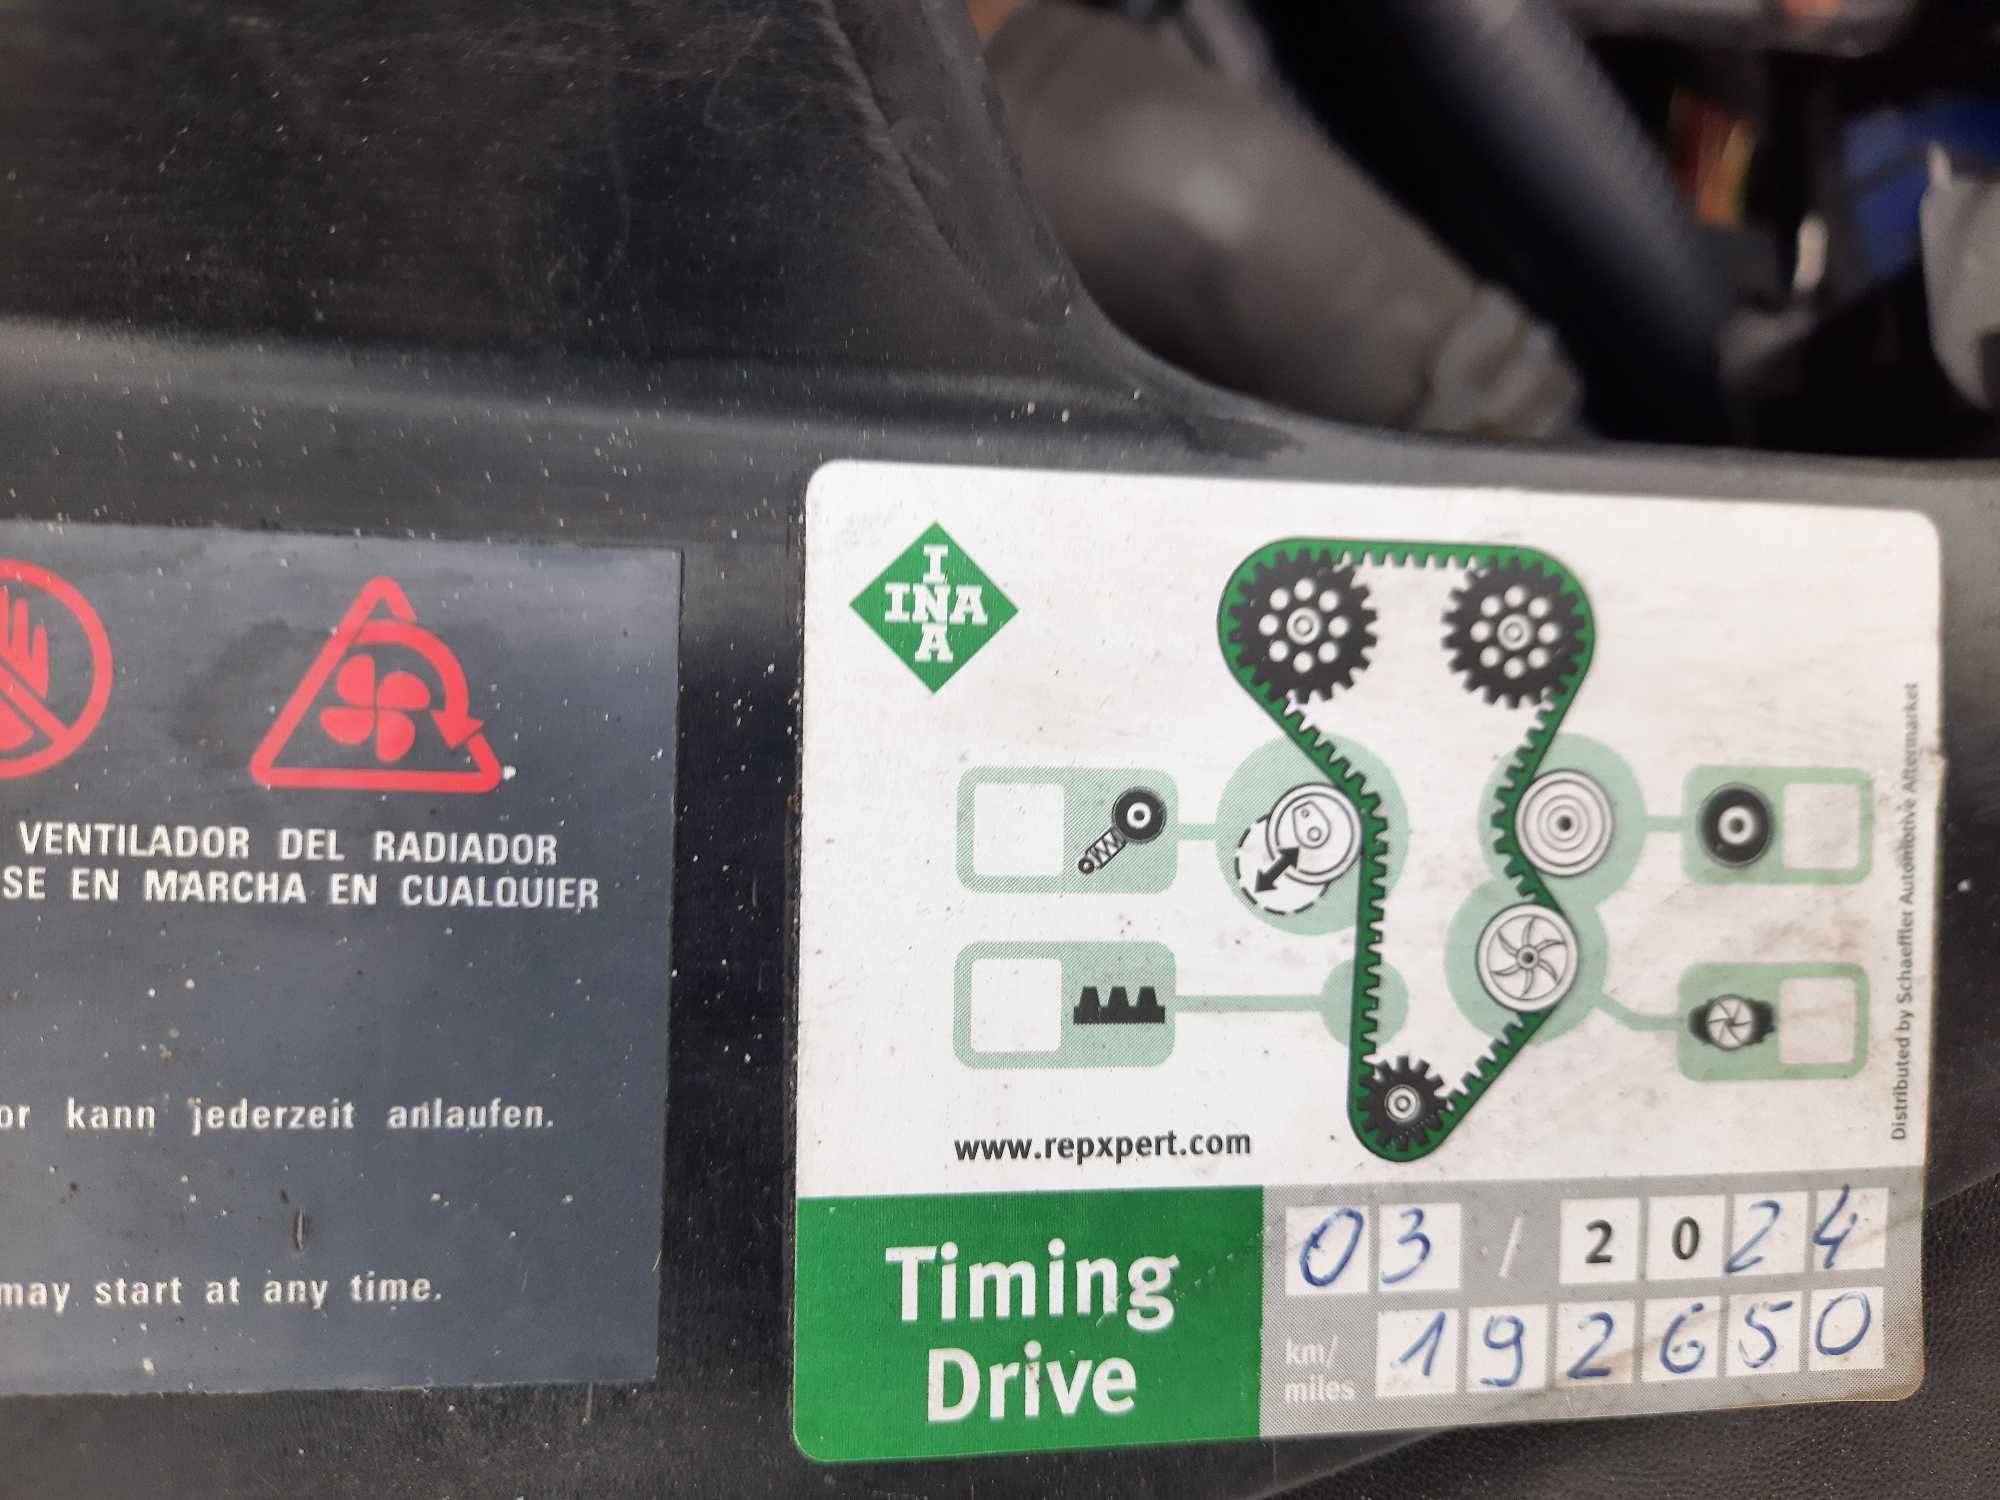 VENTILADOR DEL RADIADOR
SE EN MARCHA EN CUALQUIER
or kann jederzeit anlaufen.
may start at any time.
I
INA
A
www.repxpert.com
Distributed by Schaeffler Automotive Aftermarket
Timing
Drive
03 / 2024
km/
miles
192650